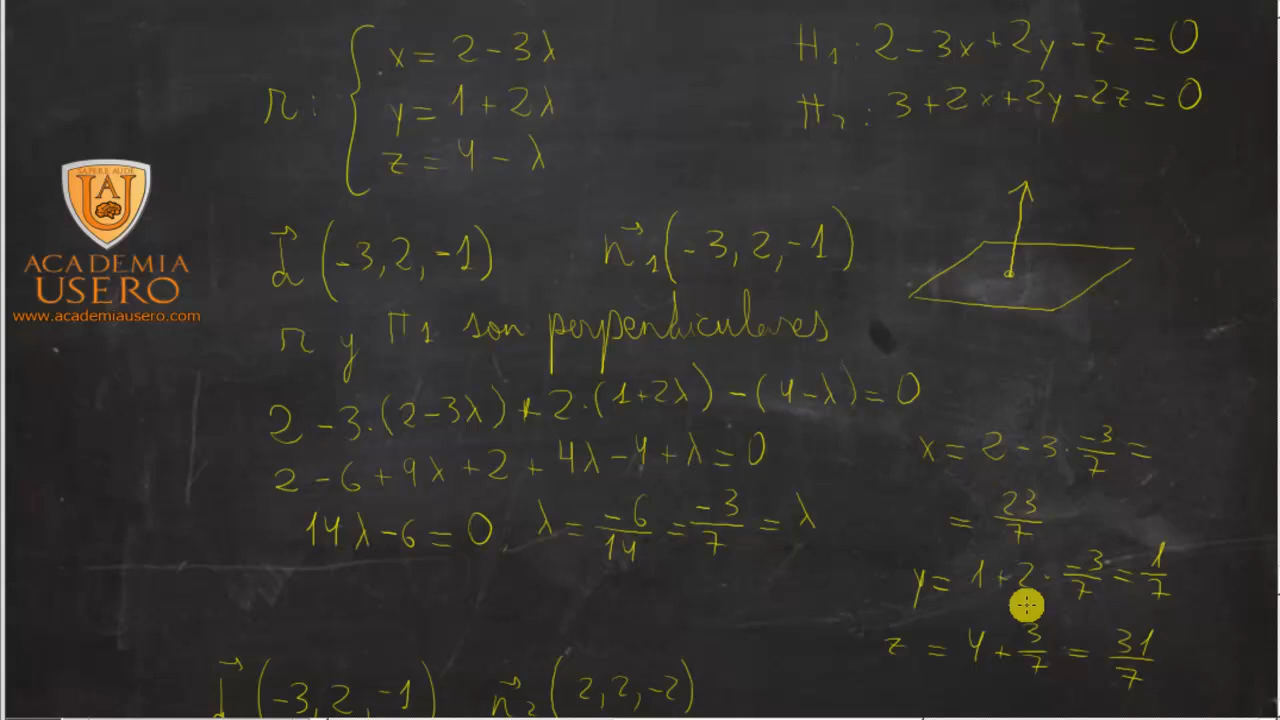 x = 2 - 3λ
r: y = 1 + 2λ
z = 4 - λ
π₁: 2 - 3x + 2y - z = 0
π₂: 3 + 2x + 2y - 2z = 0
SAPERE AUDE
UA
ACADEMIA
USERO
www.academiausero.com
d⃗ (-3, 2, -1) n⃗₁ (-3, 2, -1)
r y π₁ son perpendiculares
2 - 3·(2-3λ) + 2·(1+2λ) - (4-λ) = 0
2 - 6 + 9λ + 2 + 4λ - 4 + λ = 0
14λ - 6 = 0, λ = -6/14 = -3/7 = λ
x = 2 - 3· -3/7 =
= 23/7
y = 1 + 2· -3/7 = 1/7
z = 4 + 3/7 = 31/7
d⃗ (-3, 2, -1) n⃗₂ (2, 2, -2)